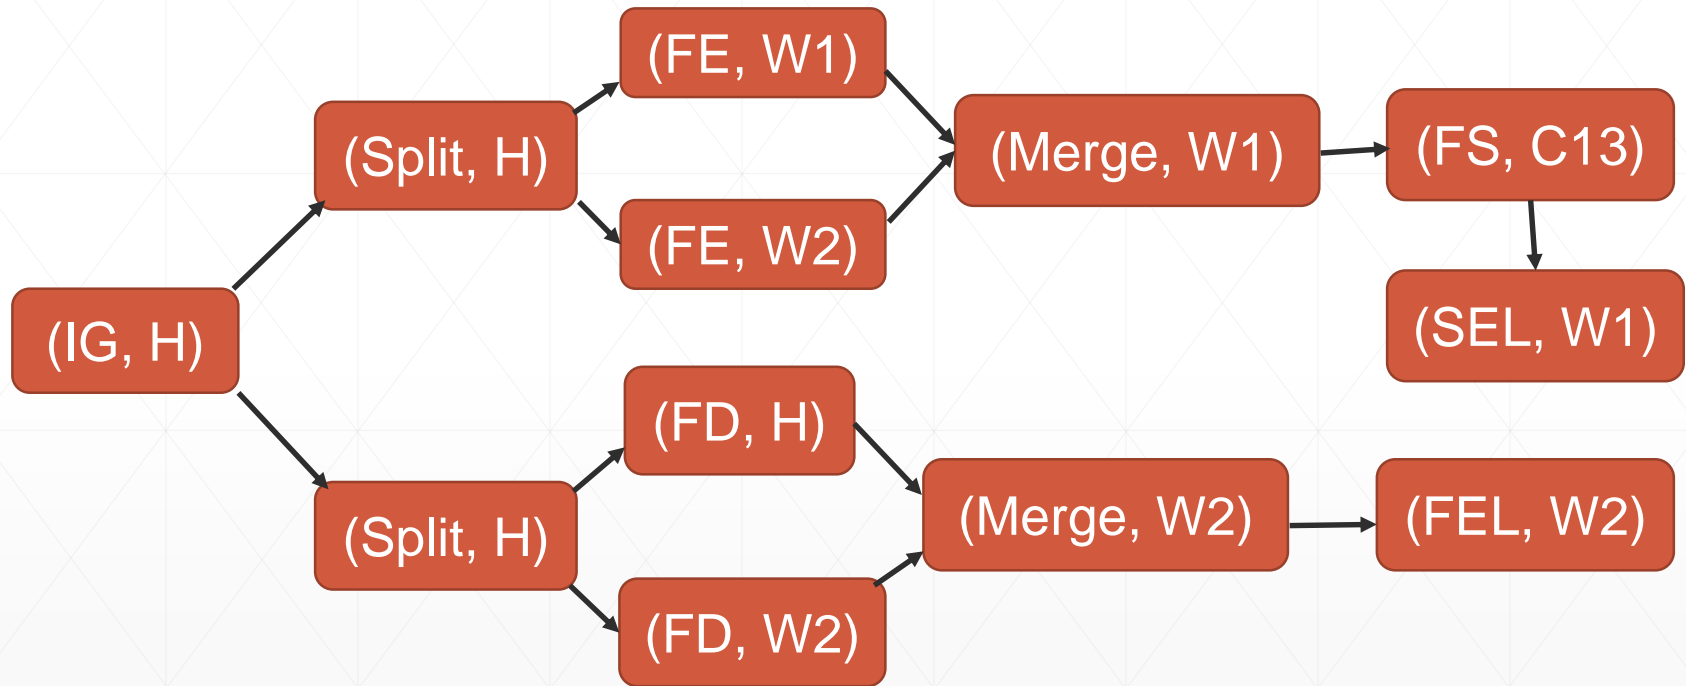 (FE, W1)
(Split, H)
(Merge, W1)
(FS, C13)
(FE, W2)
(IG, H)
(SEL, W1)
(FD, H)
(Split, H)
(Merge, W2)
(FEL, W2)
(FD, W2)